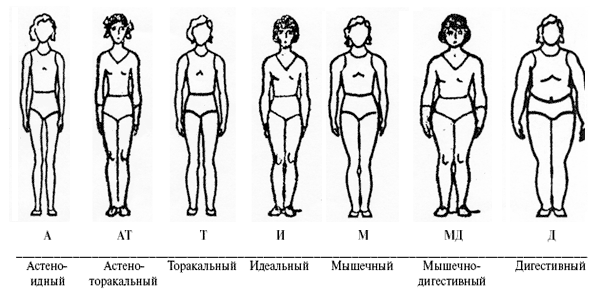 А АТ Т И М МД Д
Астено- Астено- Торакальный Идеальный Мышечный Мышечно- Дигестивный
идный торакальный дигестивный